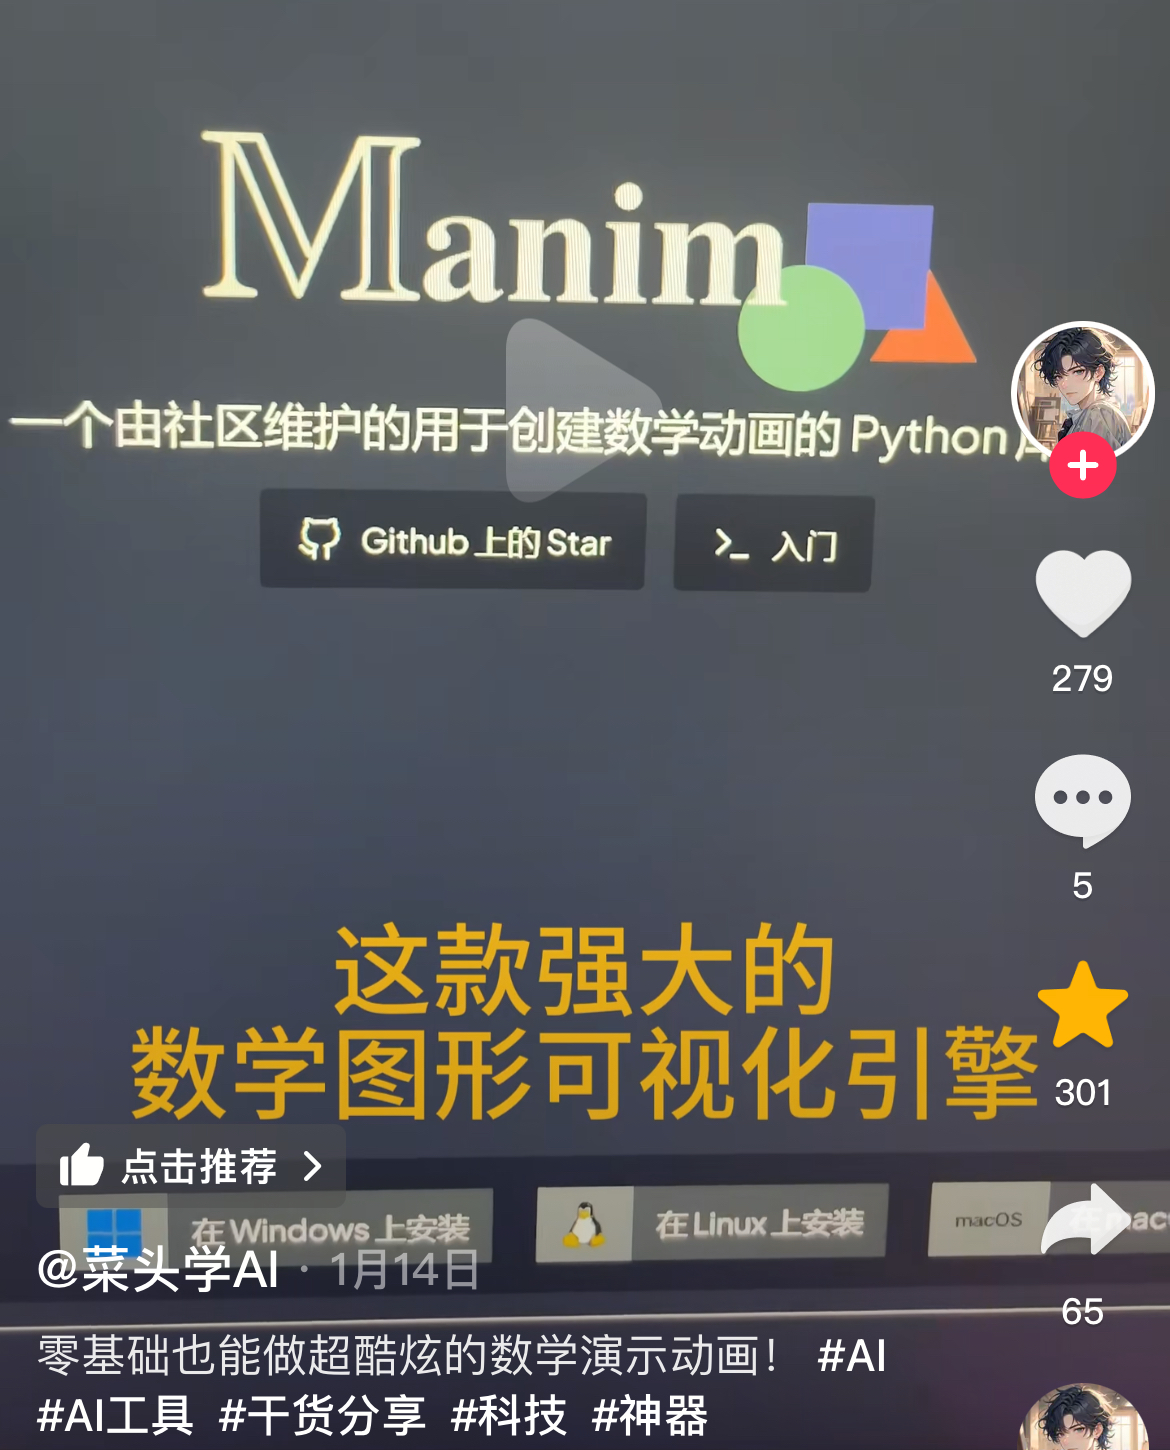 Manim
一个由社区维护的用于创建数学动画的 Python
Github 上的 Star
入门
279
5
这款强大的
数学图形可视化引擎
301
点击推荐
在 Windows 上安装
在 Linux 上安装
macOS
65
@菜头学AI · 1月14日
零基础也能做超酷炫的数学演示动画！ #AI
#AI工具 #干货分享 #科技 #神器